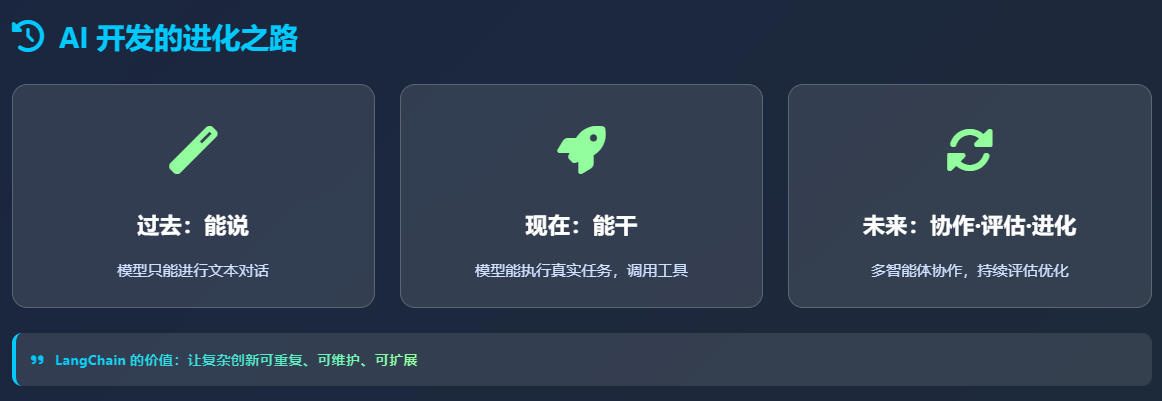 AI 开发的进化之路
过去：能说
模型只能进行文本对话
现在：能干
模型能执行真实任务，调用工具
未来：协作·评估·进化
多智能体协作，持续评估优化
LangChain 的价值：让复杂创新可重复、可维护、可扩展